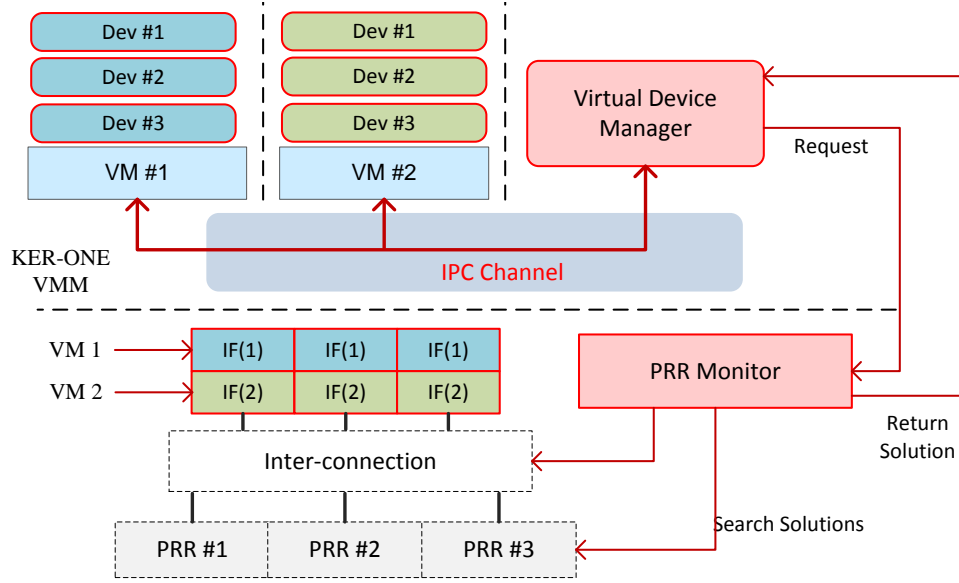 Dev #1
Dev #2
Dev #3
VM #1
Dev #1
Dev #2
Dev #3
VM #2
Virtual Device
Manager
Request
KER-ONE
VMM
IPC Channel
VM 1
IF(1) IF(1) IF(1)
VM 2
IF(2) IF(2) IF(2)
PRR Monitor
Return
Solution
Inter-connection
Search Solutions
PRR #1 PRR #2 PRR #3